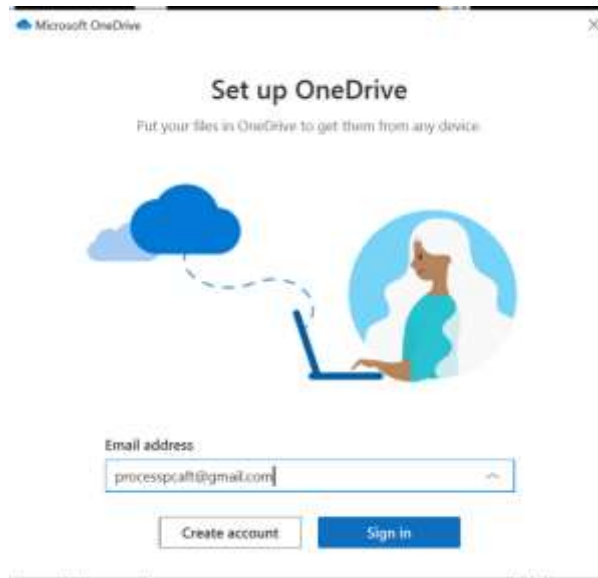 Microsoft OneDrive
Set up OneDrive
Put your files in OneDrive to get them from any device.
Email address
processpcaft@gmail.com
Create account
Sign in